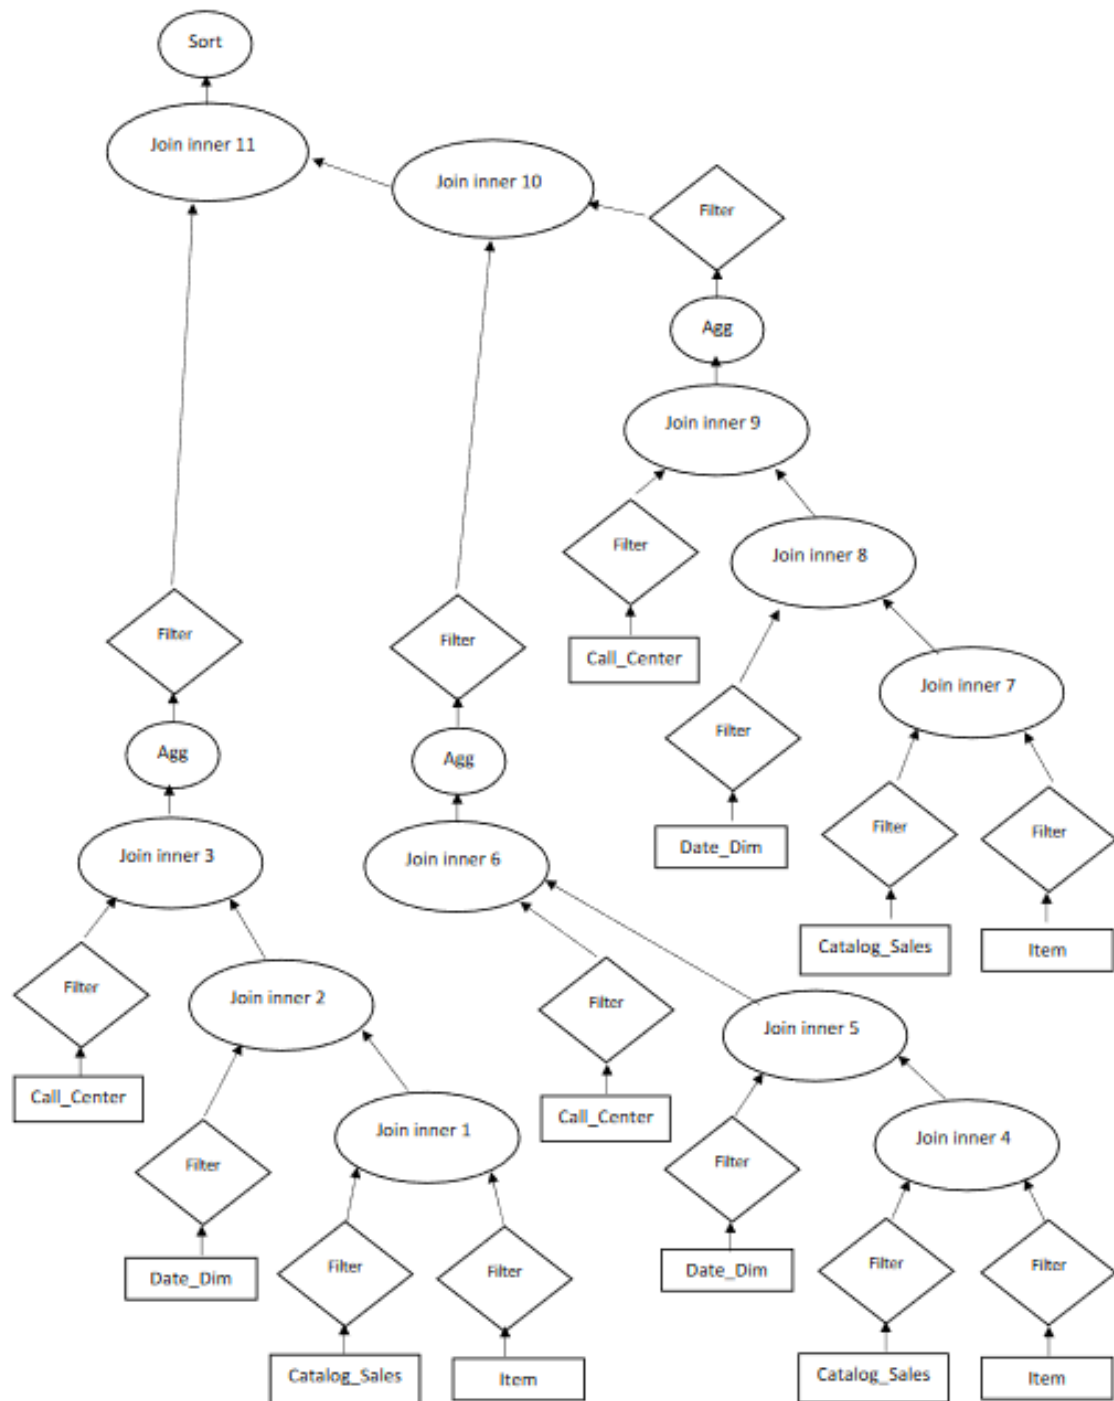 Sort
Join inner 11
Join inner 10
Filter
Agg
Join inner 9
Filter
Join inner 8
Call_Center
Filter
Filter
Join inner 7
Filter
Agg
Agg
Filter
Filter
Date_Dim
Join inner 3
Join inner 6
Catalog_Sales
Item
Filter
Join inner 2
Filter
Join inner 5
Call_Center
Call_Center
Join inner 1
Join inner 4
Filter
Filter
Date_Dim
Filter
Filter
Date_Dim
Filter
Filter
Catalog_Sales
Item
Catalog_Sales
Item